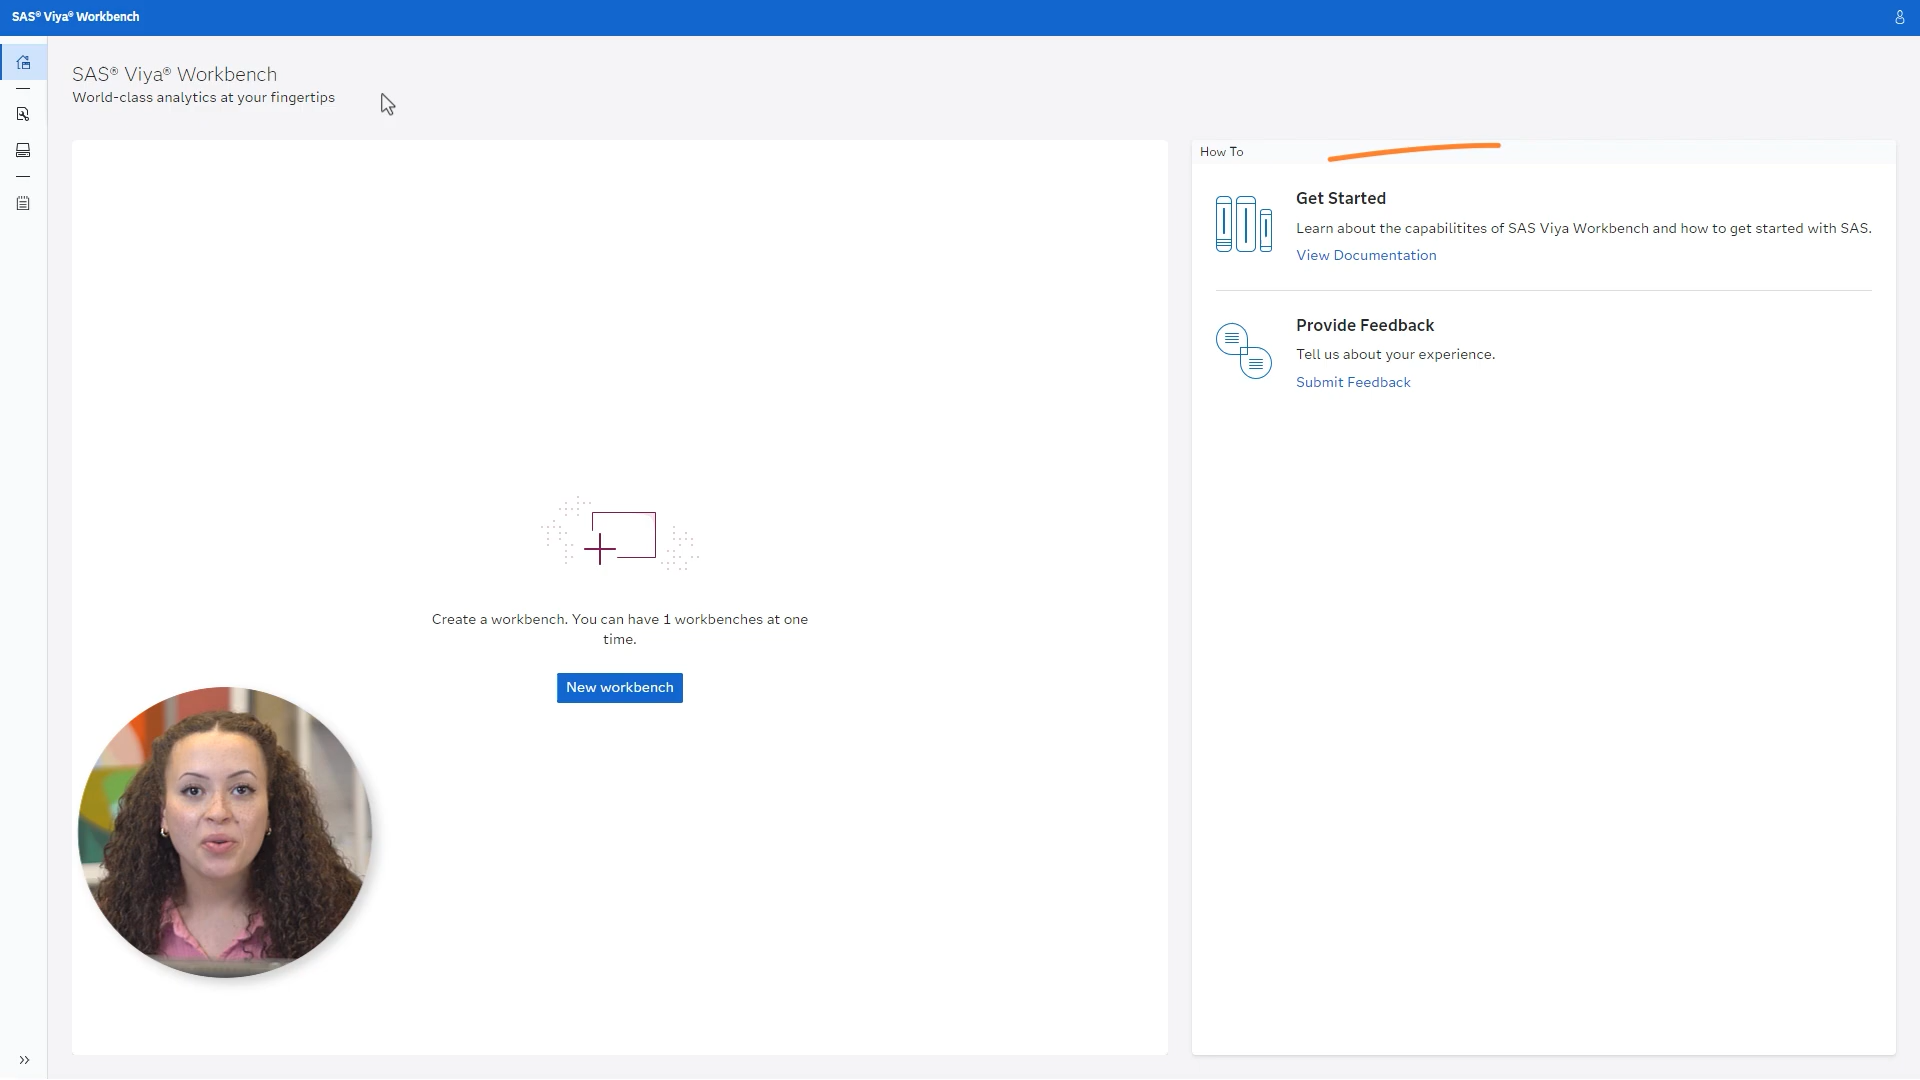 SAS® Viya® Workbench
SAS® Viya® Workbench
World-class analytics at your fingertips
Create a workbench. You can have 1 workbenches at one
time.
New workbench
How To
Get Started
Learn about the capabilitites of SAS Viya Workbench and how to get started with SAS.
View Documentation
Provide Feedback
Tell us about your experience.
Submit Feedback